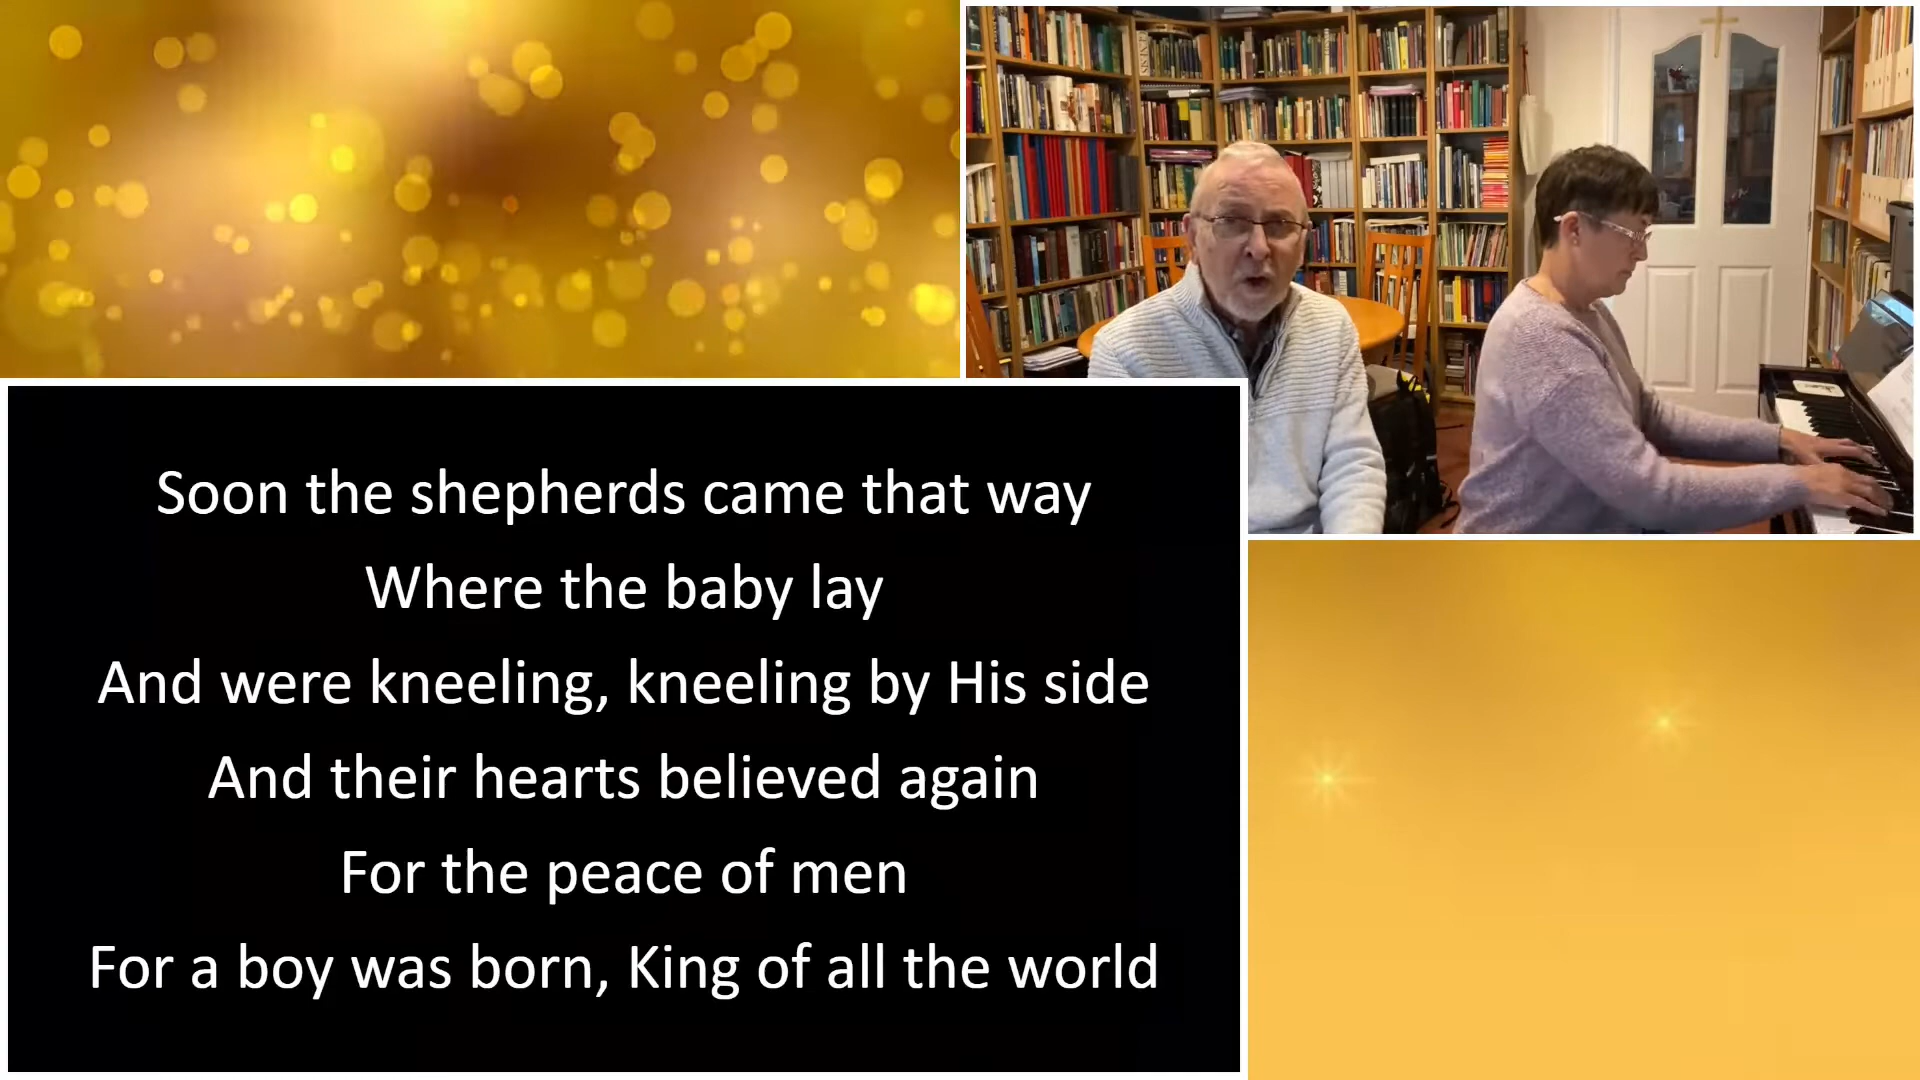 Soon the shepherds came that way
Where the baby lay
And were kneeling, kneeling by His side
And their hearts believed again
For the peace of men
For a boy was born, King of all the world